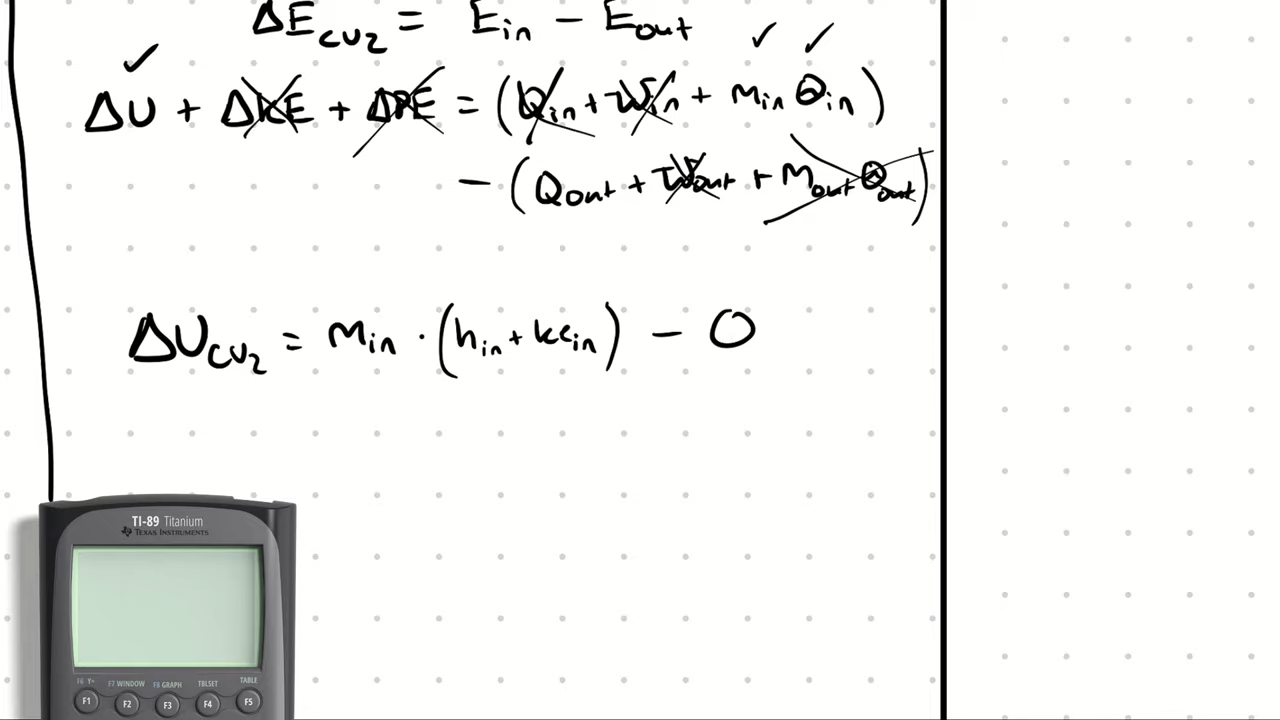 ΔE_CV2 = E_in − E_out
✓ ✓ ✓
ΔU + ΔKE + ΔPE = (Q_in + W_in + m_in θ_in)
− (Q_out + W_out + m_out θ_out)
ΔU_CV2 = m_in · (h_in + ke_in) − 0
TI-89 Titanium
TEXAS INSTRUMENTS
F6 Y= F7 WINDOW F8 GRAPH TBLSET TABLE
F1 F2 F3 F4 F5